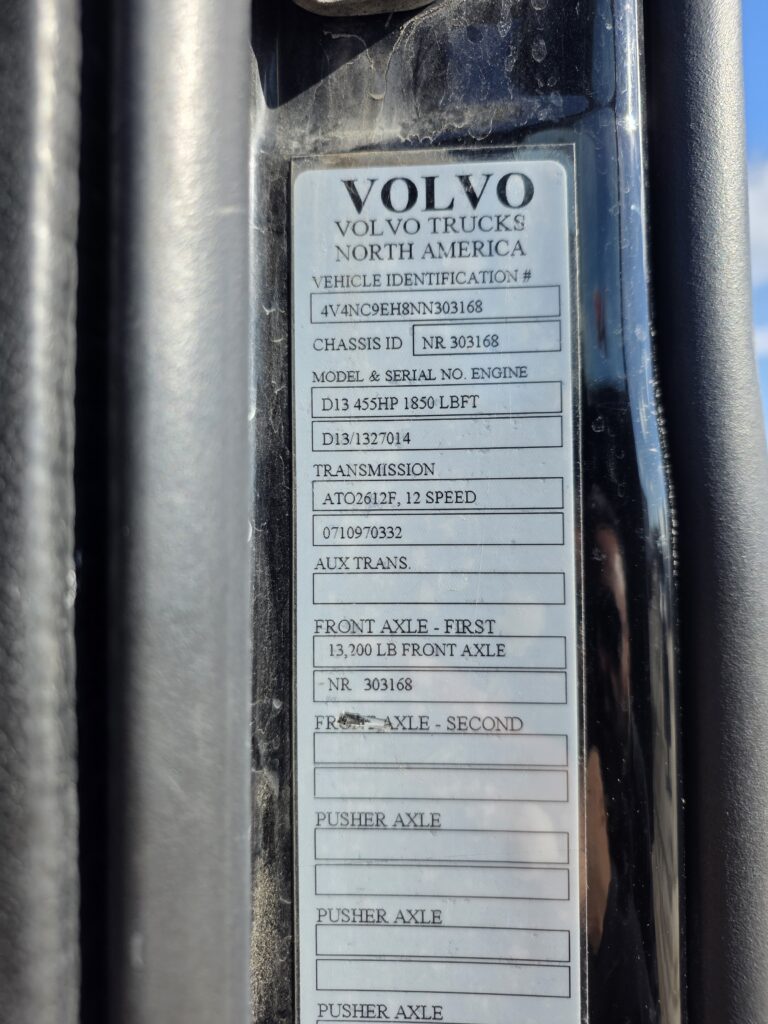 VOLVO
VOLVO TRUCKS
NORTH AMERICA
VEHICLE IDENTIFICATION #
4V4NC9EH8NN303168
CHASSIS ID NR 303168
MODEL & SERIAL NO. ENGINE
D13 455HP 1850 LBFT
D13/1327014
TRANSMISSION
ATO2612F, 12 SPEED
0710970332
AUX TRANS.
FRONT AXLE - FIRST
13,200 LB FRONT AXLE
NR 303168
FRONT AXLE - SECOND
PUSHER AXLE
PUSHER AXLE
PUSHER AXLE